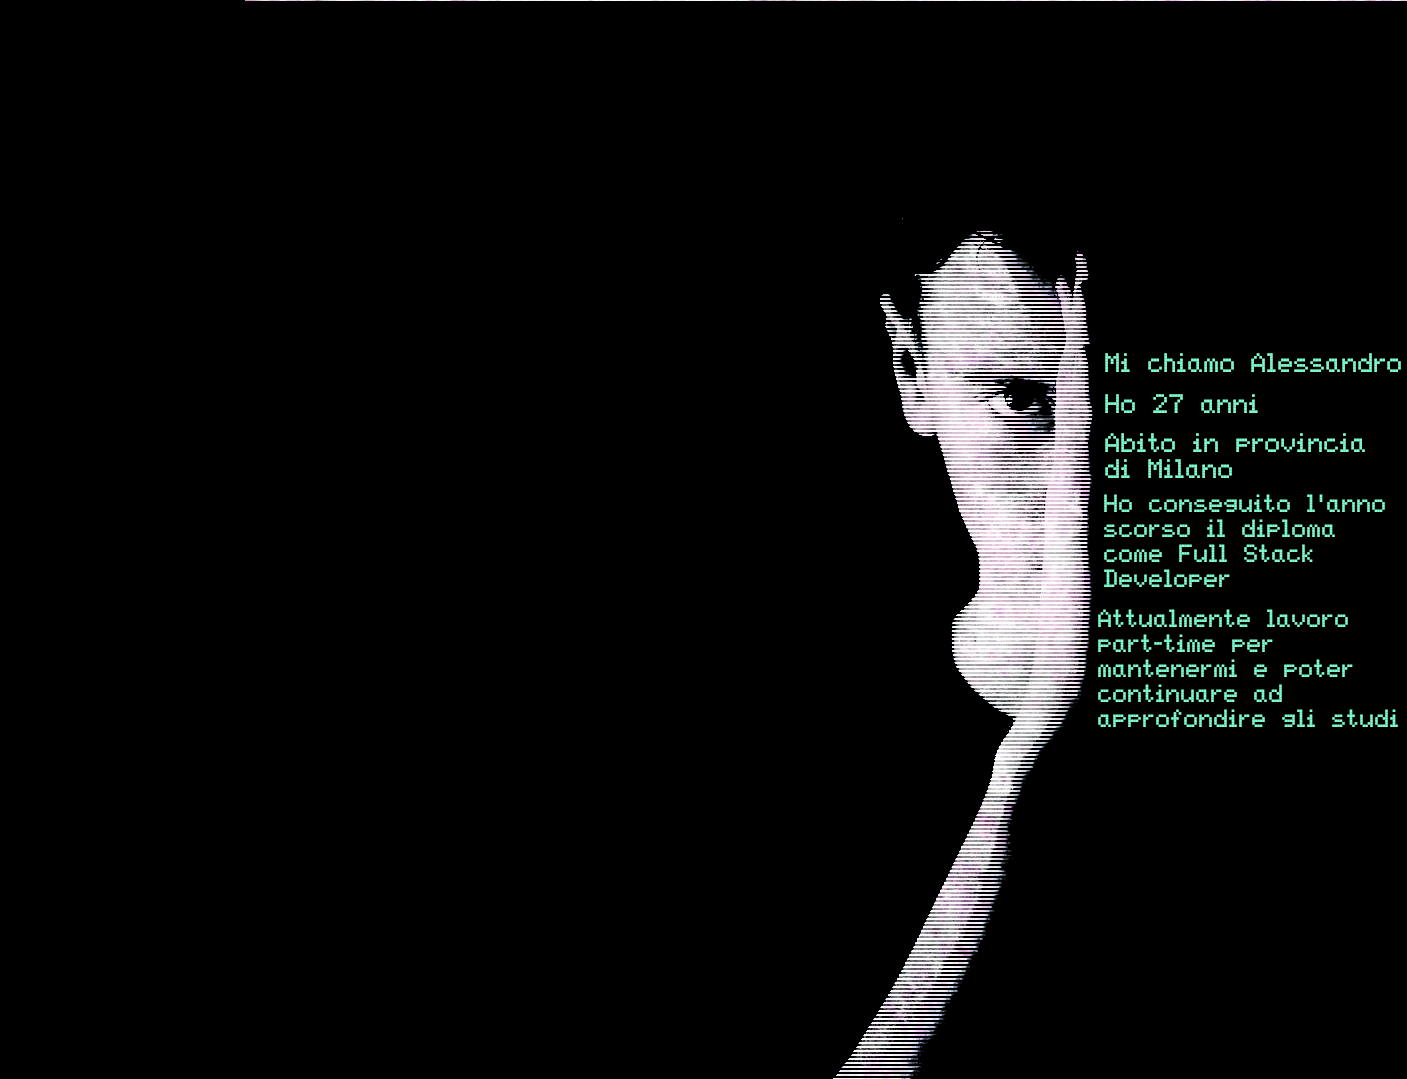 Mi chiamo Alessandro
Ho 27 anni
Abito in provincia
di Milano
Ho conseguito l'anno
scorso il diploma
come Full Stack
Developer
Attualmente lavoro
part-time per
mantenermi e poter
continuare ad
approfondire gli studi